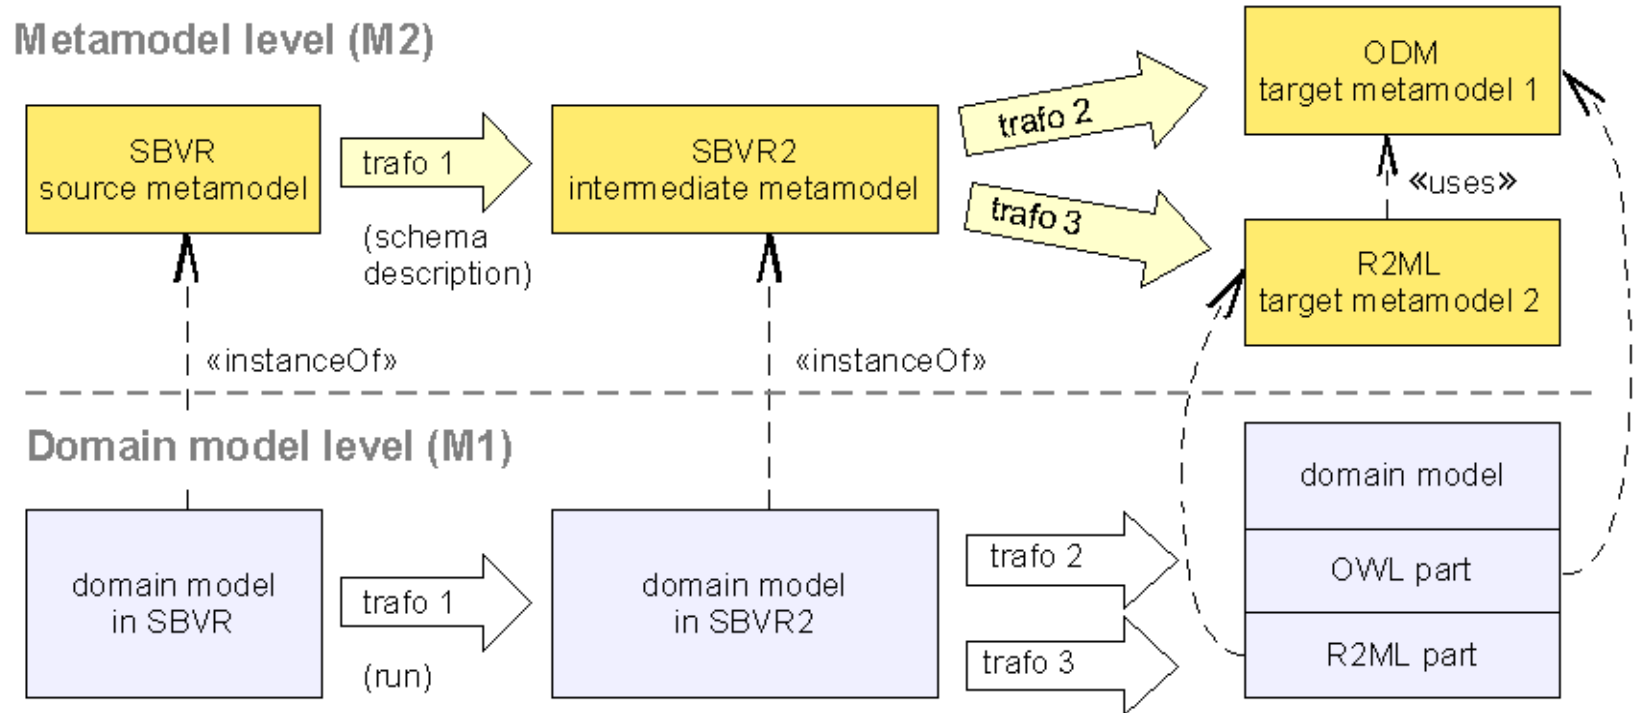 Metamodel level (M2)
SBVR
source metamodel
trafo 1
(schema
description)
SBVR2
intermediate metamodel
trafo 2
trafo 3
ODM
target metamodel 1
«uses»
R2ML
target metamodel 2
«instanceOf»
«instanceOf»
Domain model level (M1)
domain model
in SBVR
trafo 1
(run)
domain model
in SBVR2
trafo 2
trafo 3
domain model
OWL part
R2ML part